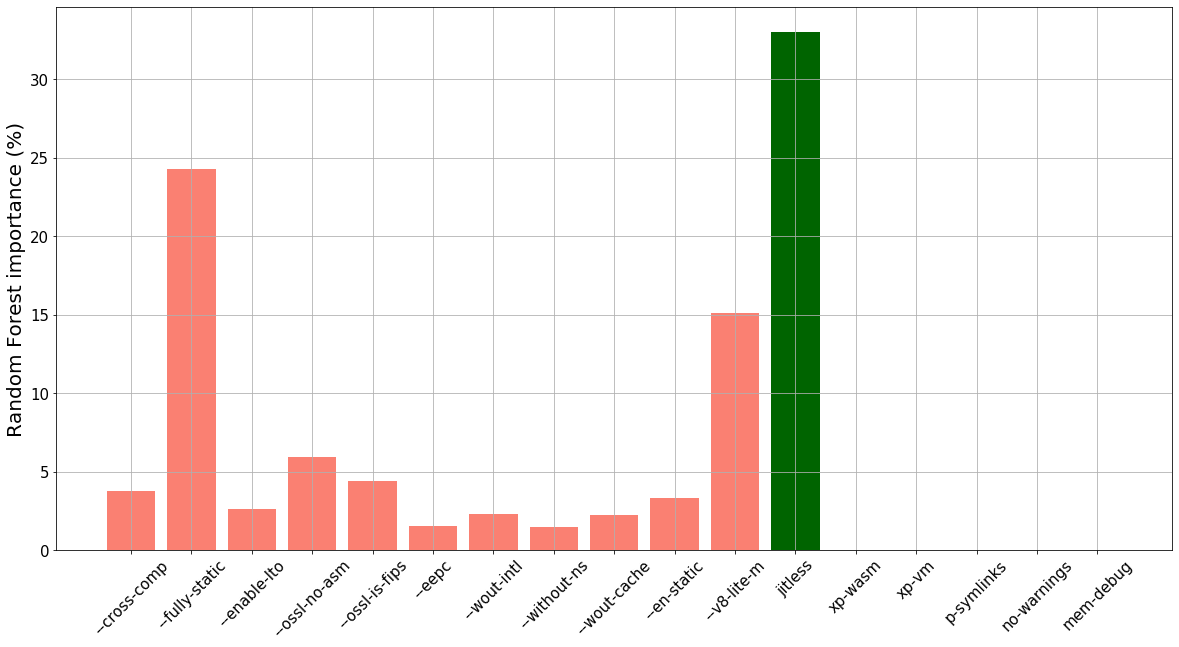 Random Forest importance (%)
30
25
20
15
10
5
0
--cross-comp
--fully-static
--enable-lto
--ossl-no-asm
--ossl-is-fips
--eepc
--wout-intl
--without-ns
--wout-cache
--en-static
--v8-lite-m
jitless
xp-wasm
xp-vm
p-symlinks
no-warnings
mem-debug